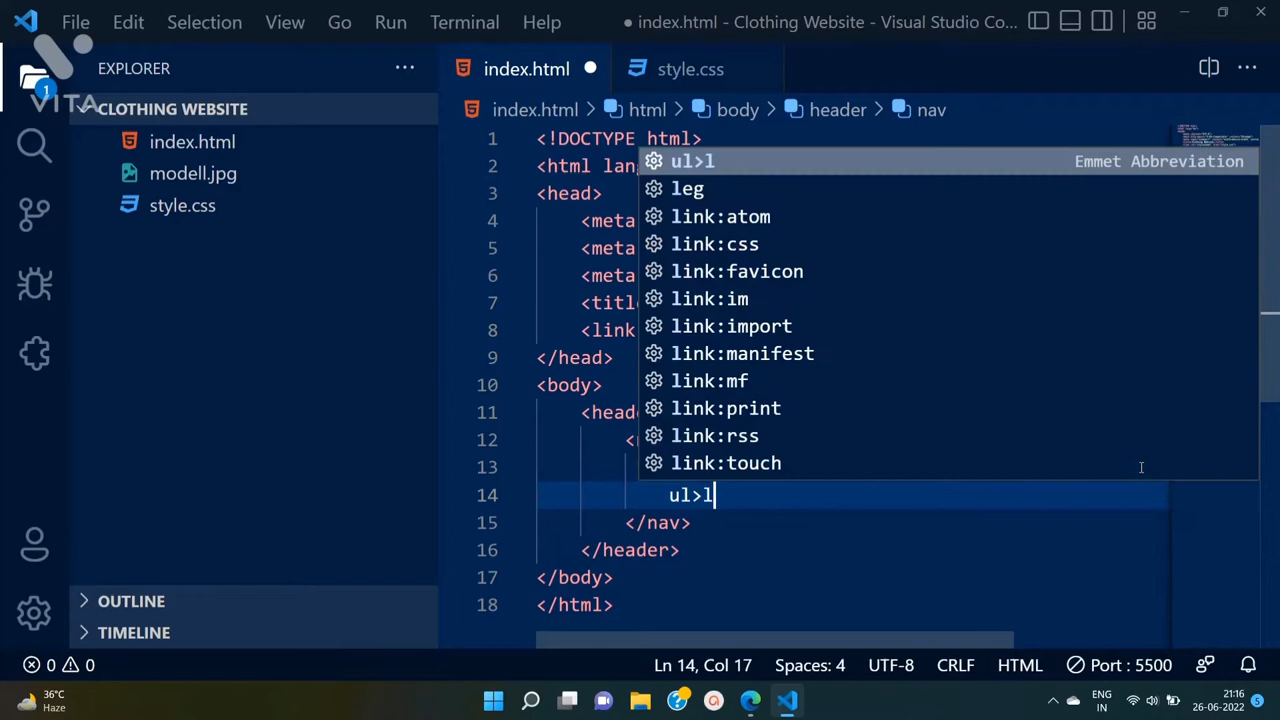 File Edit Selection View Go Run Terminal Help ● index.html - Clothing Website - Visual Studio Co...
EXPLORER ...
index.html ●
style.css
...
1
VITA
CLOTHING WEBSITE
index.html
modell.jpg
style.css
index.html > html > body > header > nav
1 <!DOCTYPE html>
2 <html lang
3 <head>
4 <meta
5 <meta
6 <meta
7 <title
8 <link
9 </head>
10 <body>
11 <heade
12 <n
13
14 ul>l
15 </nav>
16 </header>
17 </body>
18 </html>
ul>l Emmet Abbreviation
leg
link:atom
link:css
link:favicon
link:im
link:import
link:manifest
link:mf
link:print
link:rss
link:touch
OUTLINE
TIMELINE
0 0 Ln 14, Col 17 Spaces: 4 UTF-8 CRLF HTML Port : 5500
36°C
Haze
ENG
IN
21:16
26-06-2022
5